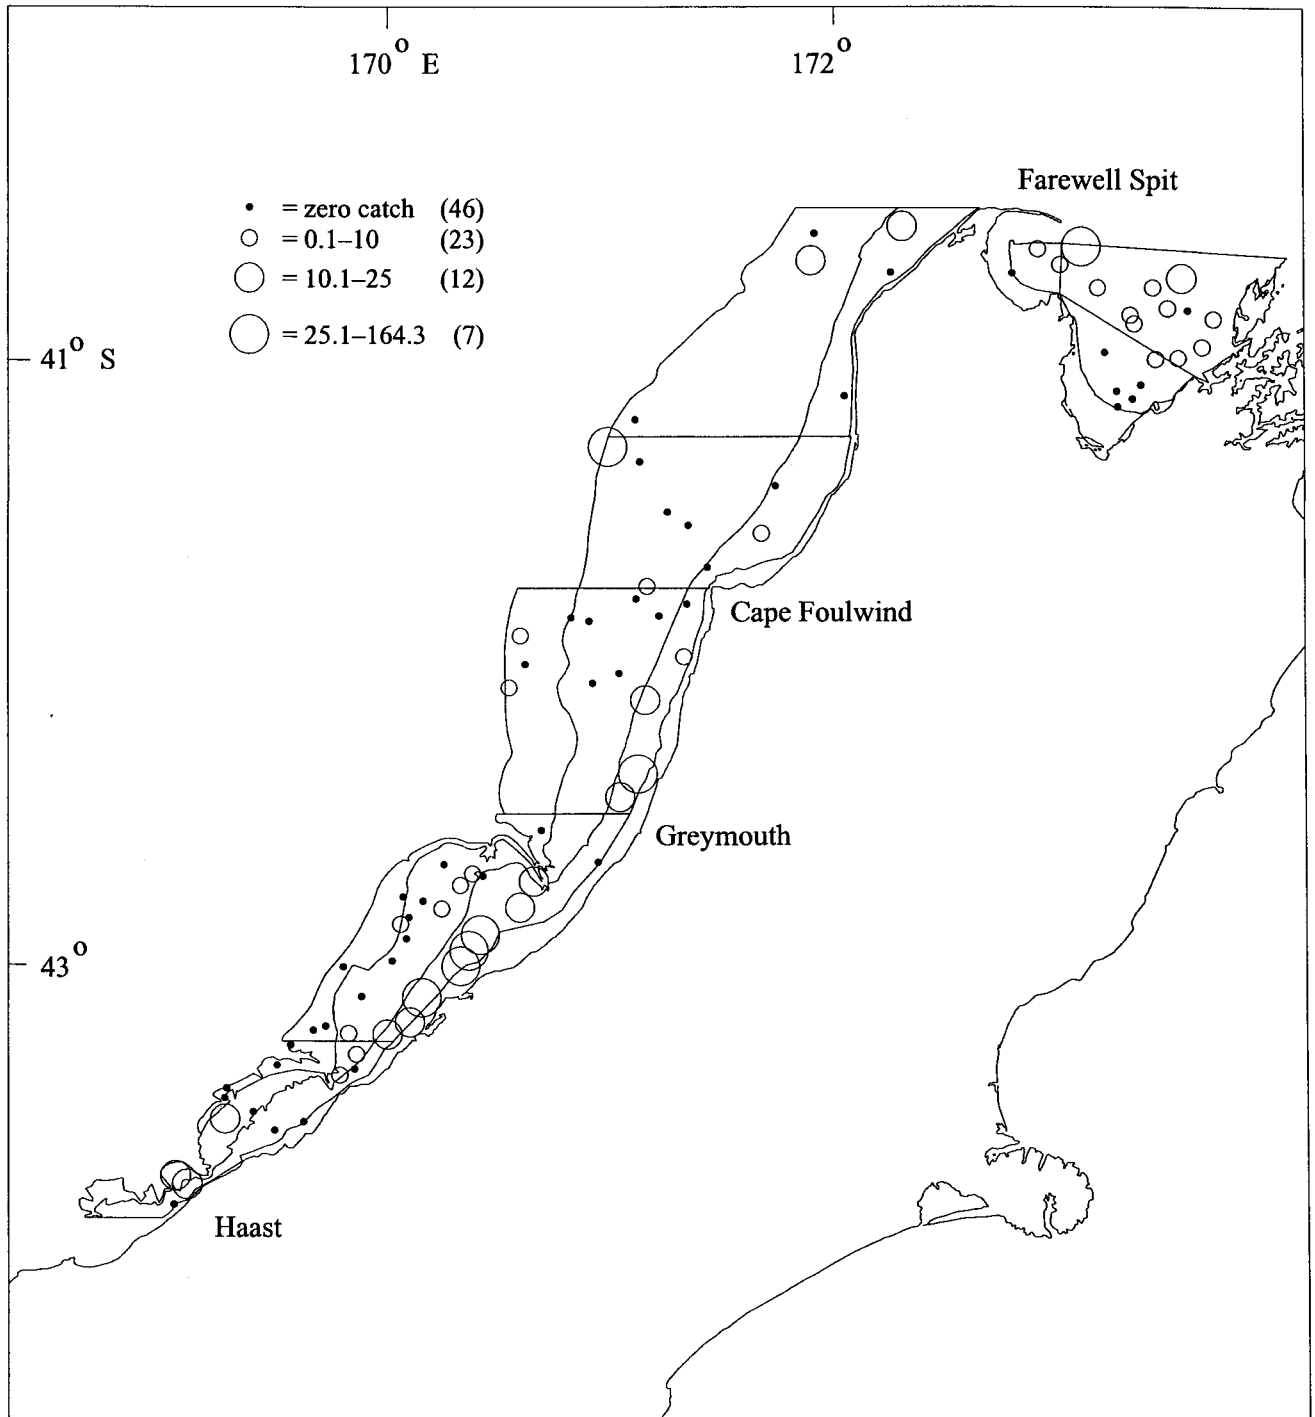 170° E
172°
Farewell Spit
= zero catch (46)
= 0.1–10 (23)
= 10.1–25 (12)
= 25.1–164.3 (7)
41° S
Cape Foulwind
Greymouth
43°
Haast